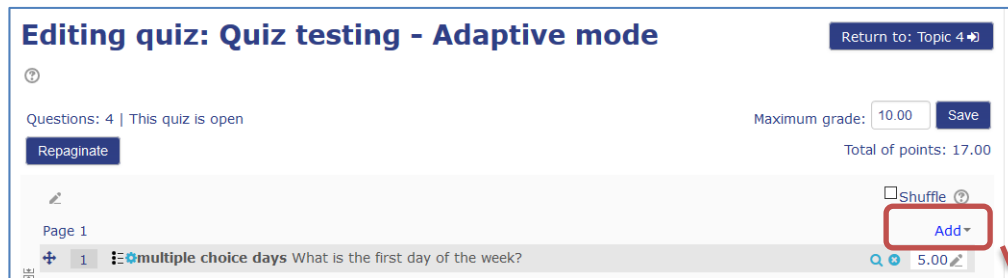 Editing quiz: Quiz testing - Adaptive mode
Return to: Topic 4
Questions: 4 | This quiz is open
Maximum grade: 10.00 Save
Repaginate
Total of points: 17.00
Shuffle
Page 1
Add
1 multiple choice days What is the first day of the week? 5.00